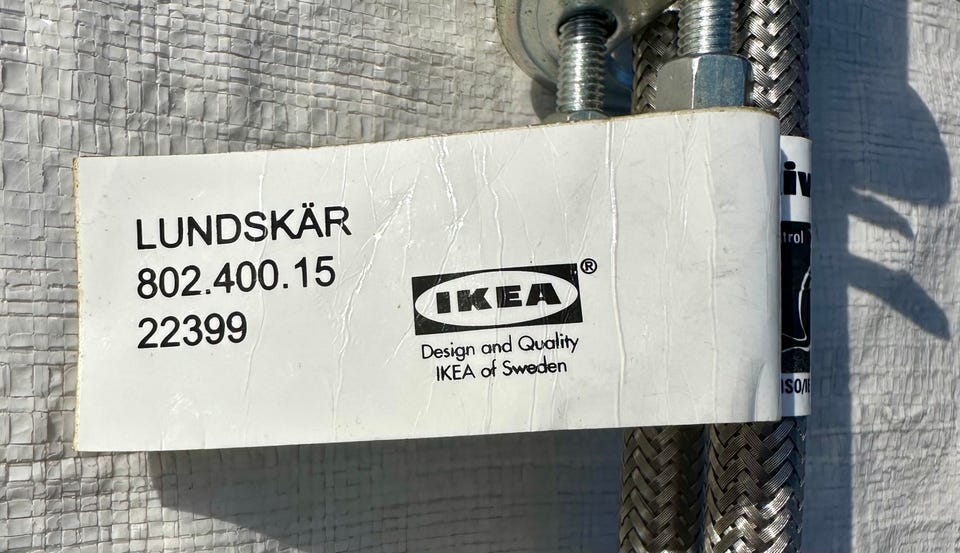 LUNDSKÄR
802.400.15
22399
IKEA®
Design and Quality
IKEA of Sweden